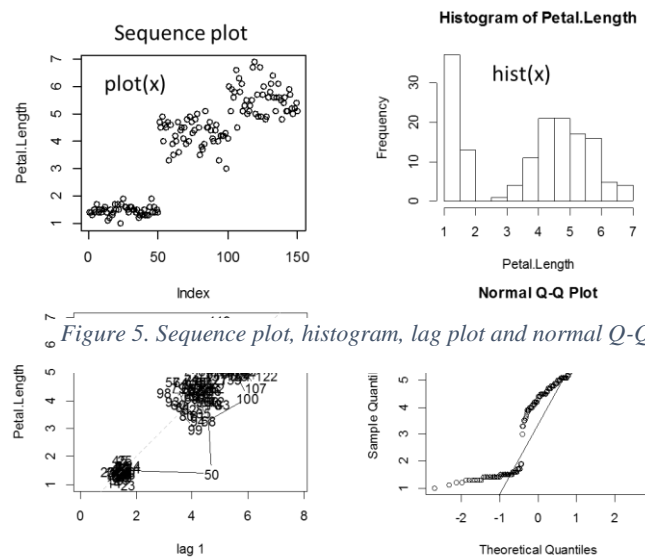 Sequence plot
plot(x)
Petal.Length
7
6
5
4
3
2
1
0 50 100 150
Index
Histogram of Petal.Length
hist(x)
Frequency
30
20
10
0
1 2 3 4 5 6 7
Petal.Length
Figure 5. Sequence plot, histogram, lag plot and normal Q-Q
7
5
4
3
2
1
Petal.Length
98
99
122
107
100
50
23
0 2 4 6 8
lag 1
Normal Q-Q Plot
5
4
3
2
1
-2 -1 0 1 2
Theoretical Quantiles